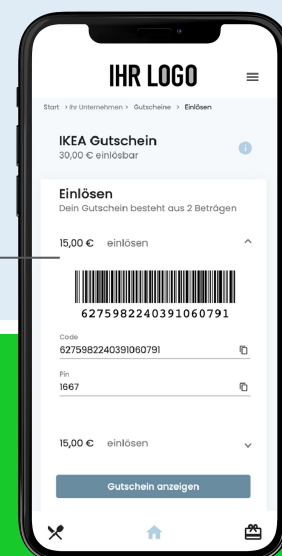 IHR LOGO
Start > Ihr Unternehmen > Gutscheine > Einlösen
IKEA Gutschein
30,00 € einlösbar
Einlösen
Dein Gutschein besteht aus 2 Beträgen
15,00 € einlösen
6275982240391060791
Code
6275982240391060791
Pin
1667
15,00 € einlösen
Gutschein anzeigen